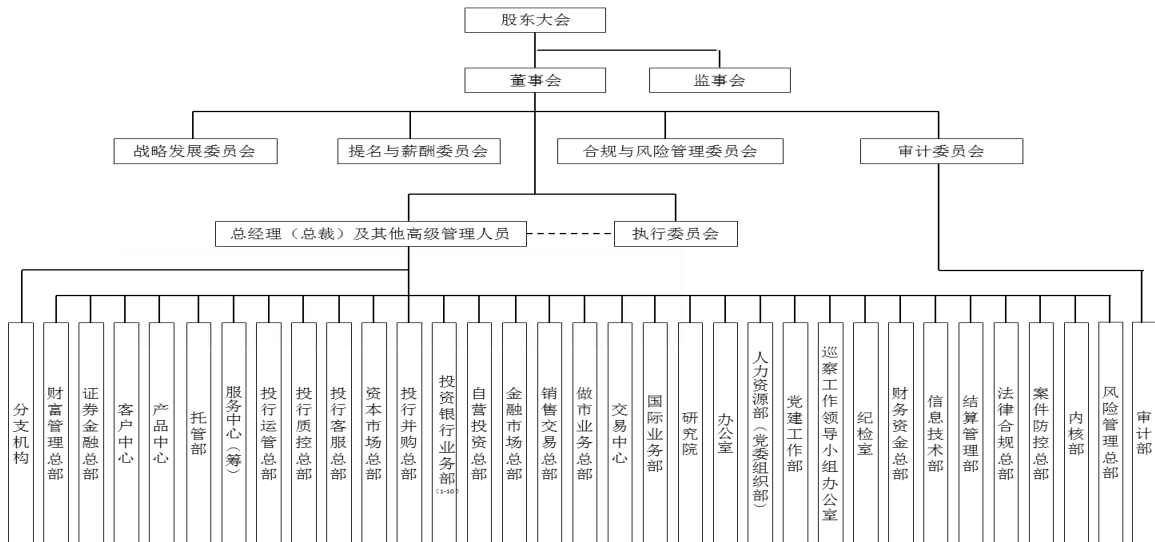 股东大会
董事会
监事会
战略发展委员会
提名与薪酬委员会
合规与风险管理委员会
审计委员会
总经理（总裁）及其他高级管理人员
执行委员会
分支机构
财富管理总部
证券金融总部
客户中心
产品中心
托管部
服务中心（筹）
投行运管总部
投行质控总部
投行客服总部
资本市场总部
投行并购总部
投资银行业务部（1-10）
自营投资总部
金融市场总部
销售交易总部
做市业务总部
交易中心
国际业务部
研究院
办公室
人力资源部（党委组织部）
党建工作部
巡察工作领导小组办公室
纪检室
财务资金总部
信息技术部
结算管理部
法律合规总部
案件防控总部
内核部
风险管理总部
审计部